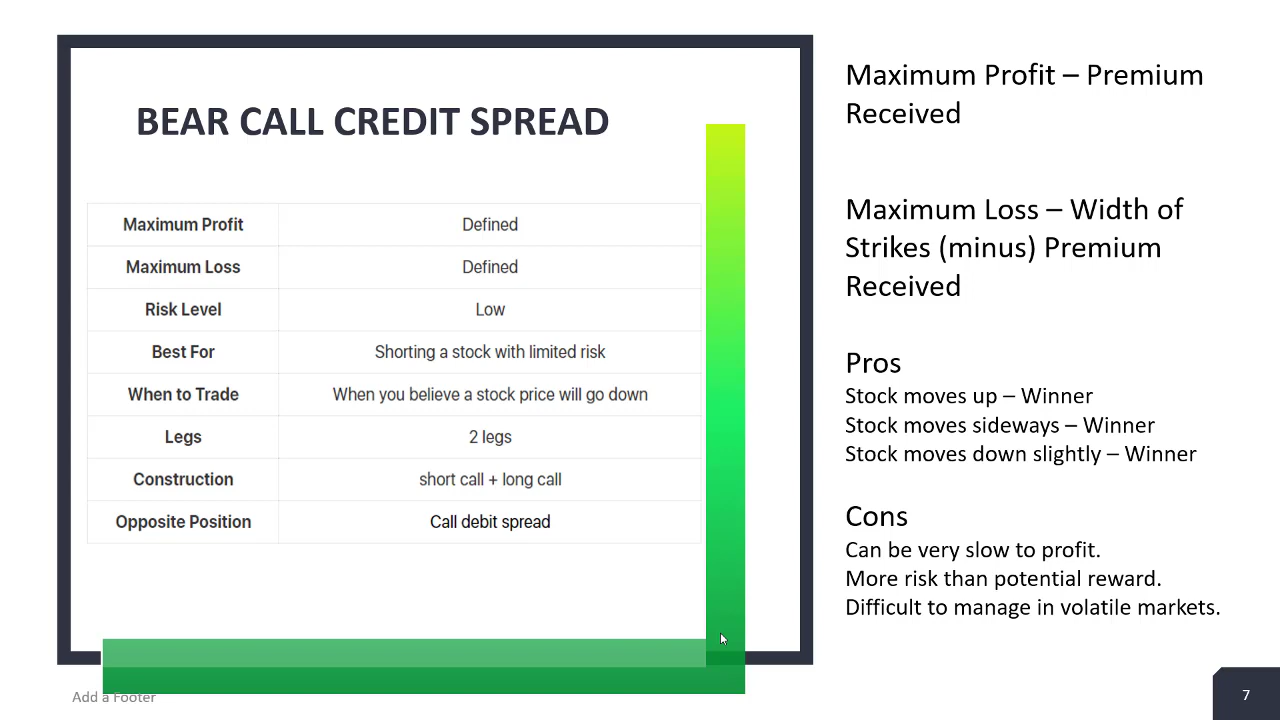 BEAR CALL CREDIT SPREAD
Maximum Profit Defined
Maximum Loss Defined
Risk Level Low
Best For Shorting a stock with limited risk
When to Trade When you believe a stock price will go down
Legs 2 legs
Construction short call + long call
Opposite Position Call debit spread
Add a Footer
Maximum Profit – Premium
Received
Maximum Loss – Width of
Strikes (minus) Premium
Received
Pros
Stock moves up – Winner
Stock moves sideways – Winner
Stock moves down slightly – Winner
Cons
Can be very slow to profit.
More risk than potential reward.
Difficult to manage in volatile markets.
7